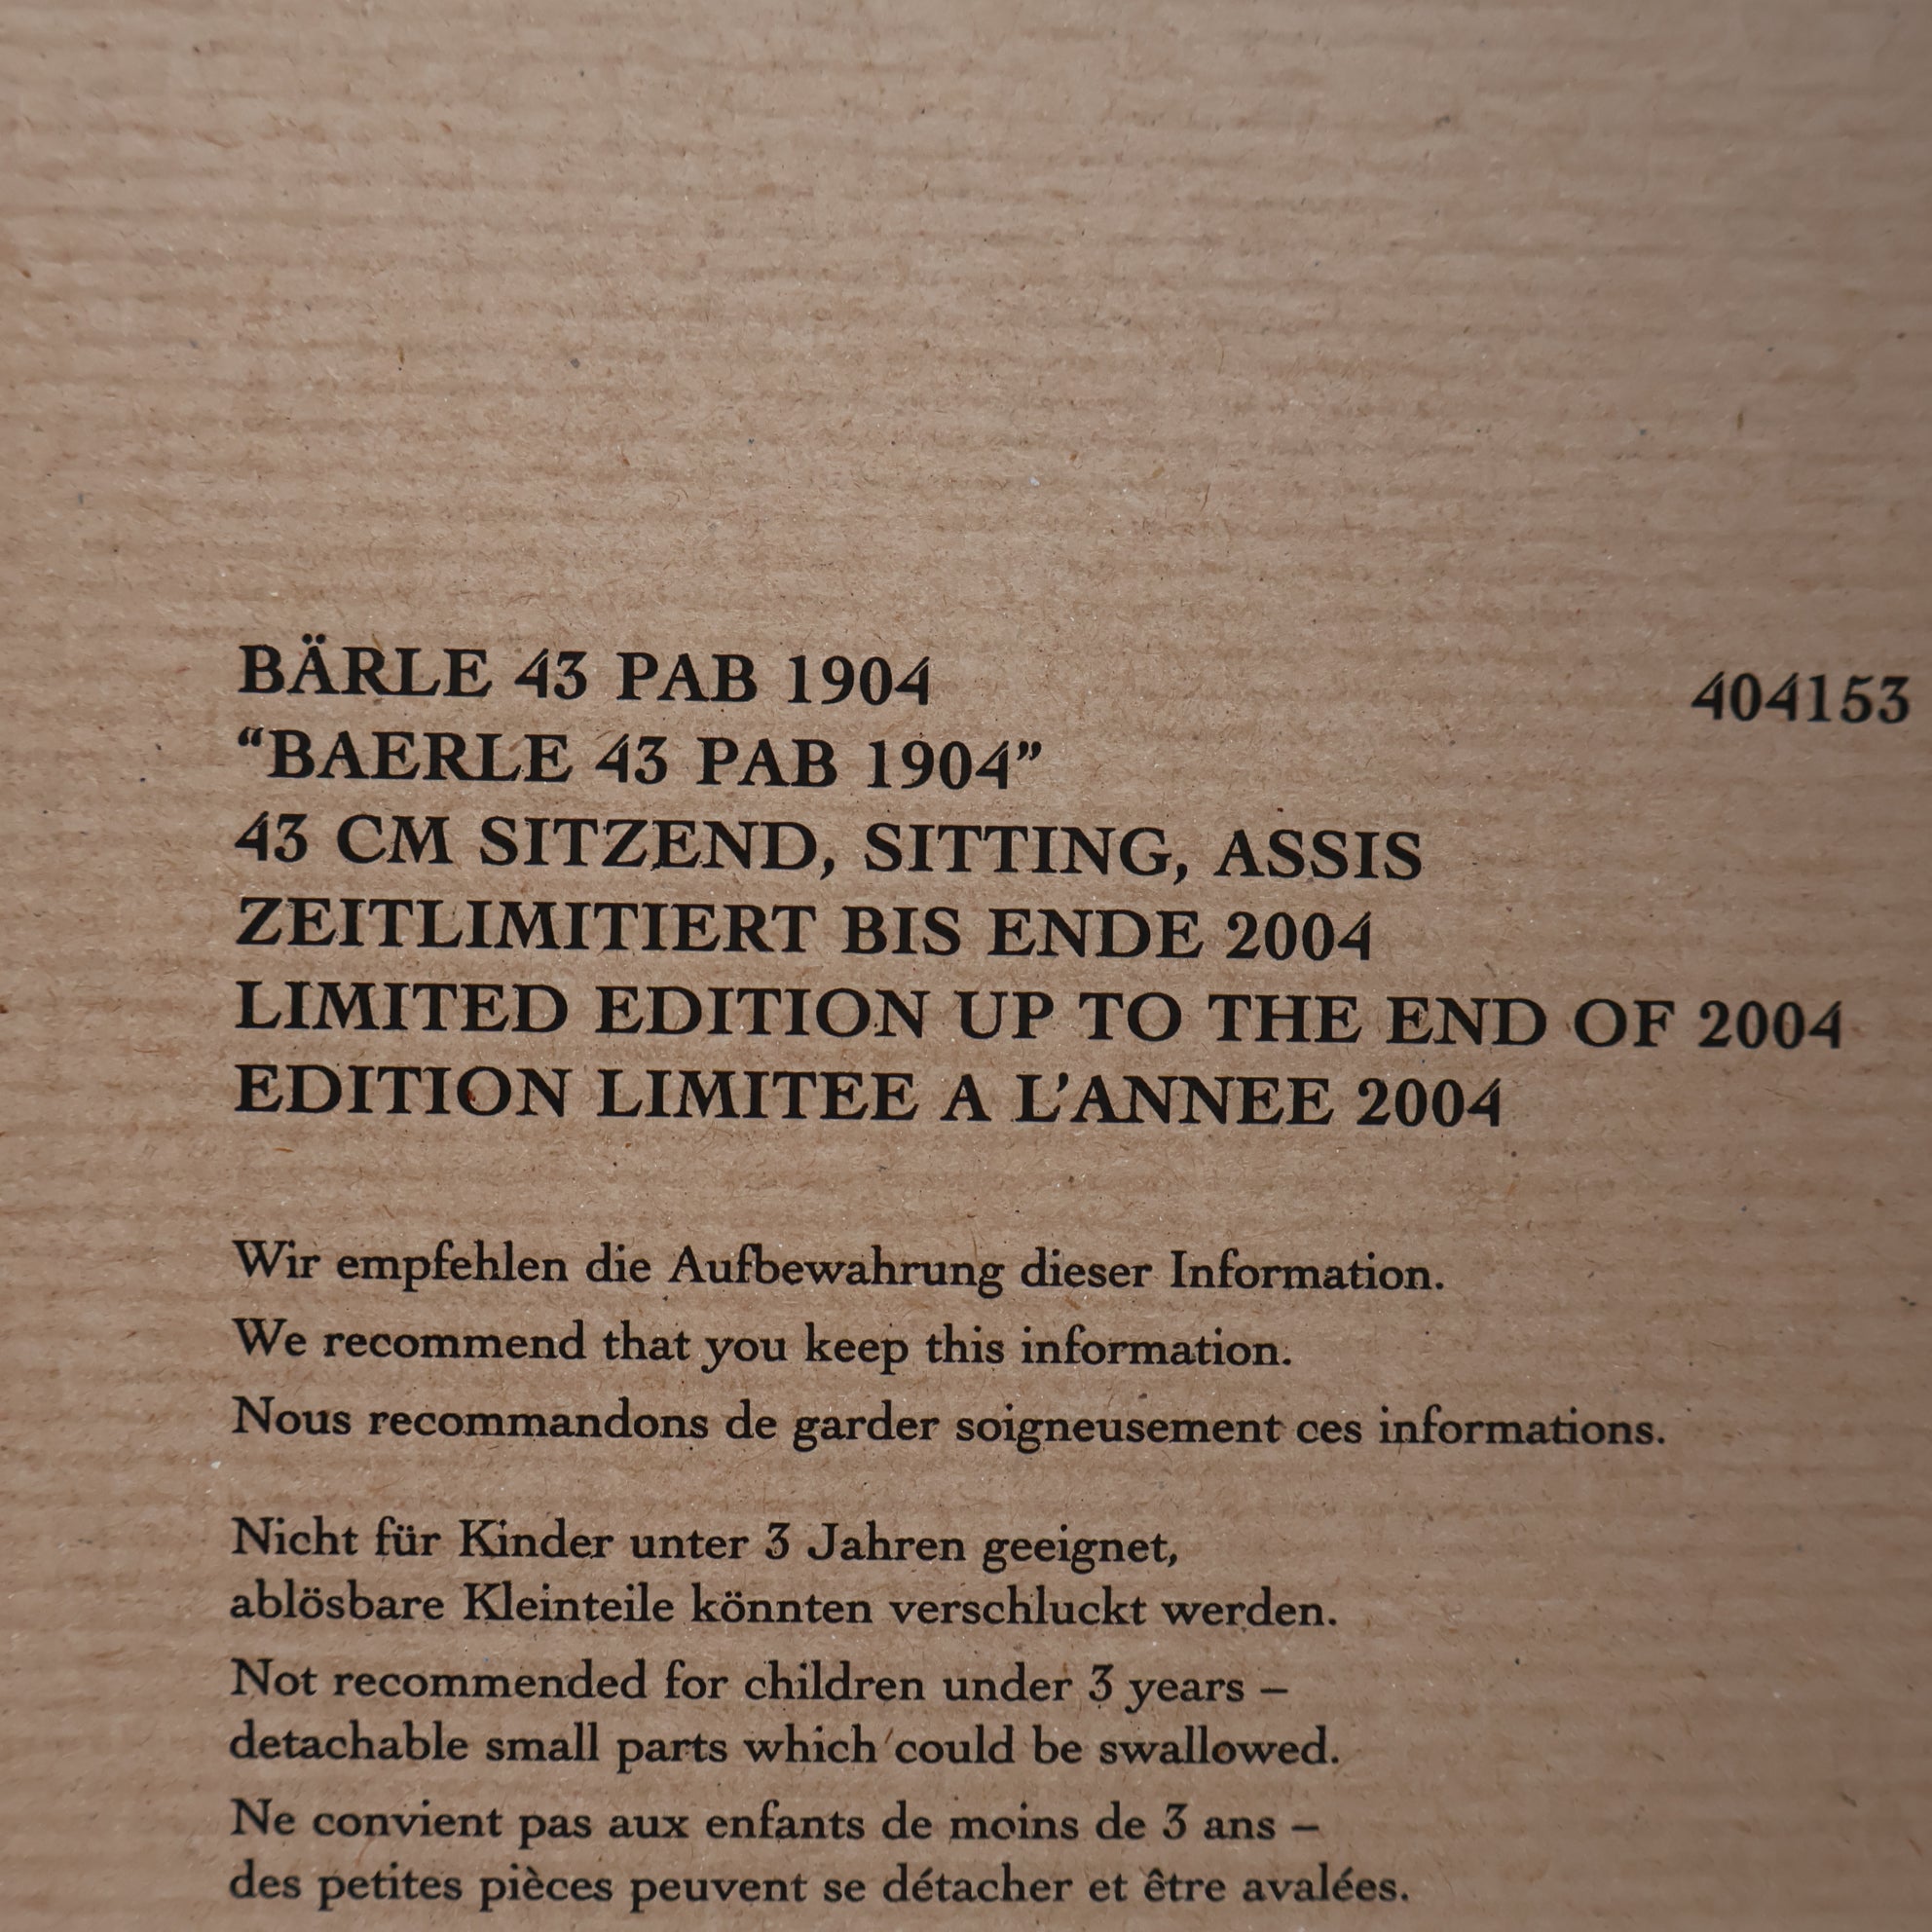 BÄRLE 43 PAB 1904 404153
“BAERLE 43 PAB 1904”
43 CM SITZEND, SITTING, ASSIS
ZEITLIMITIERT BIS ENDE 2004
LIMITED EDITION UP TO THE END OF 2004
EDITION LIMITEE A L’ANNEE 2004
Wir empfehlen die Aufbewahrung dieser Information.
We recommend that you keep this information.
Nous recommandons de garder soigneusement ces informations.
Nicht für Kinder unter 3 Jahren geeignet,
ablösbare Kleinteile könnten verschluckt werden.
Not recommended for children under 3 years –
detachable small parts which could be swallowed.
Ne convient pas aux enfants de moins de 3 ans –
des petites pièces peuvent se détacher et être avalées.